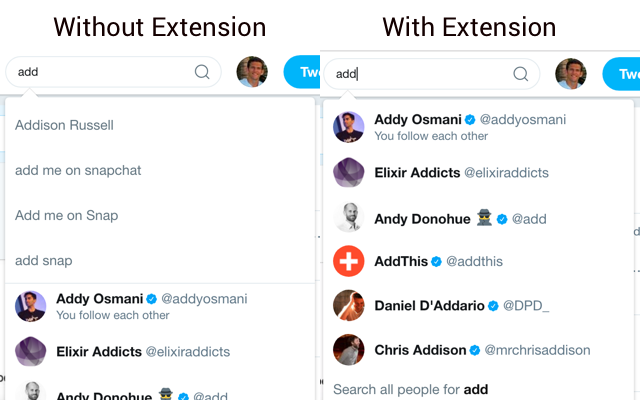 Without Extension
add
Twe
Addison Russell
add me on snapchat
Add me on Snap
add snap
Addy Osmani @addyosmani
You follow each other
Elixir Addicts @elixiraddicts
Andy Donohue @add
With Extension
add
Twe
Addy Osmani @addyosmani
You follow each other
Elixir Addicts @elixiraddicts
Andy Donohue @add
AddThis @addthis
Daniel D'Addario @DPD_
Chris Addison @mrchrisaddison
Search all people for add